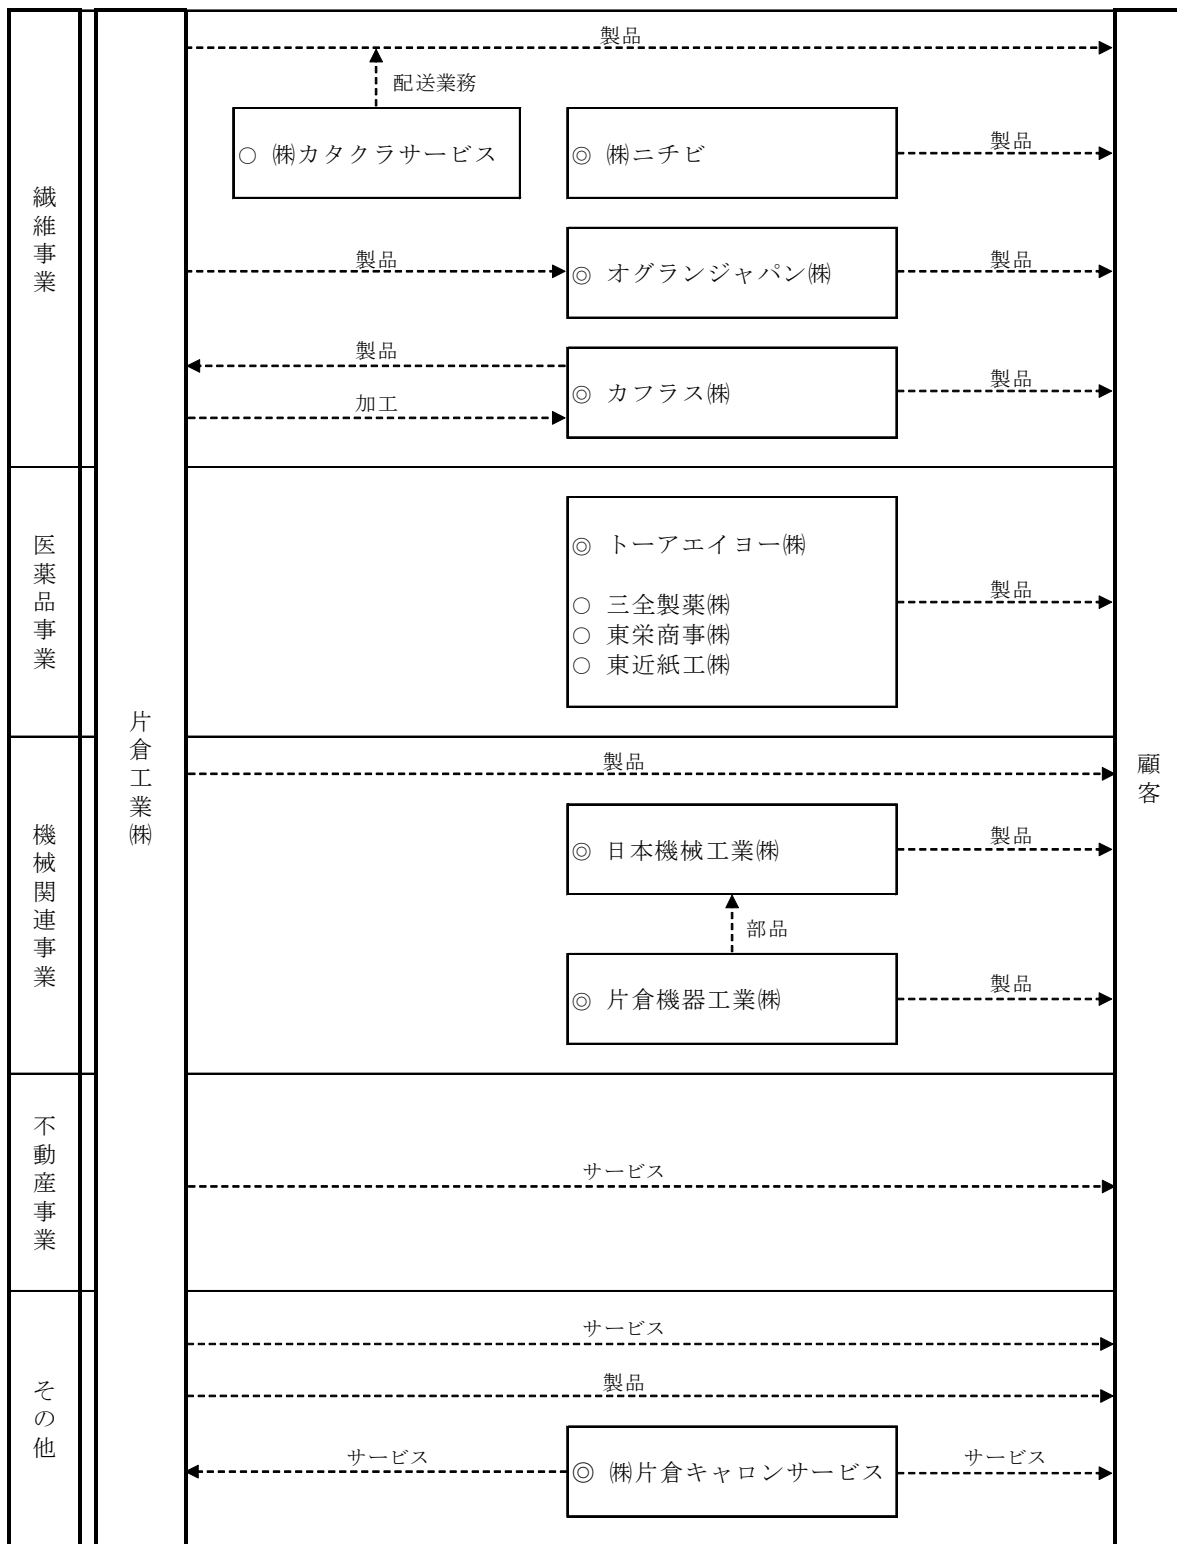 繊維事業
片倉工業㈱
顧客
製品
配送業務
○ ㈱カタクラサービス
◎ ㈱ニチビ
製品
製品
◎ オグランジャパン㈱
製品
製品
加工
◎ カフラス㈱
製品
医薬品事業
◎ トーアエイヨー㈱
○ 三全製薬㈱
○ 東栄商事㈱
○ 東近紙工㈱
製品
機械関連事業
製品
◎ 日本機械工業㈱
製品
部品
◎ 片倉機器工業㈱
製品
不動産事業
サービス
その他
サービス
製品
サービス
◎ ㈱片倉キャロンサービス
サービス